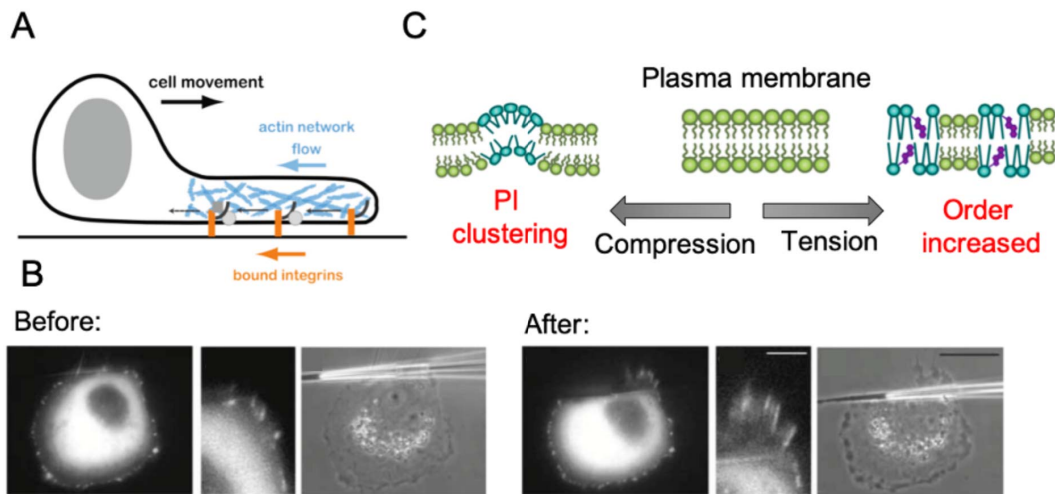 A
cell movement
actin network
flow
bound integrins
C
Plasma membrane
PI
clustering
Compression
Tension
Order
increased
B
Before:
After: